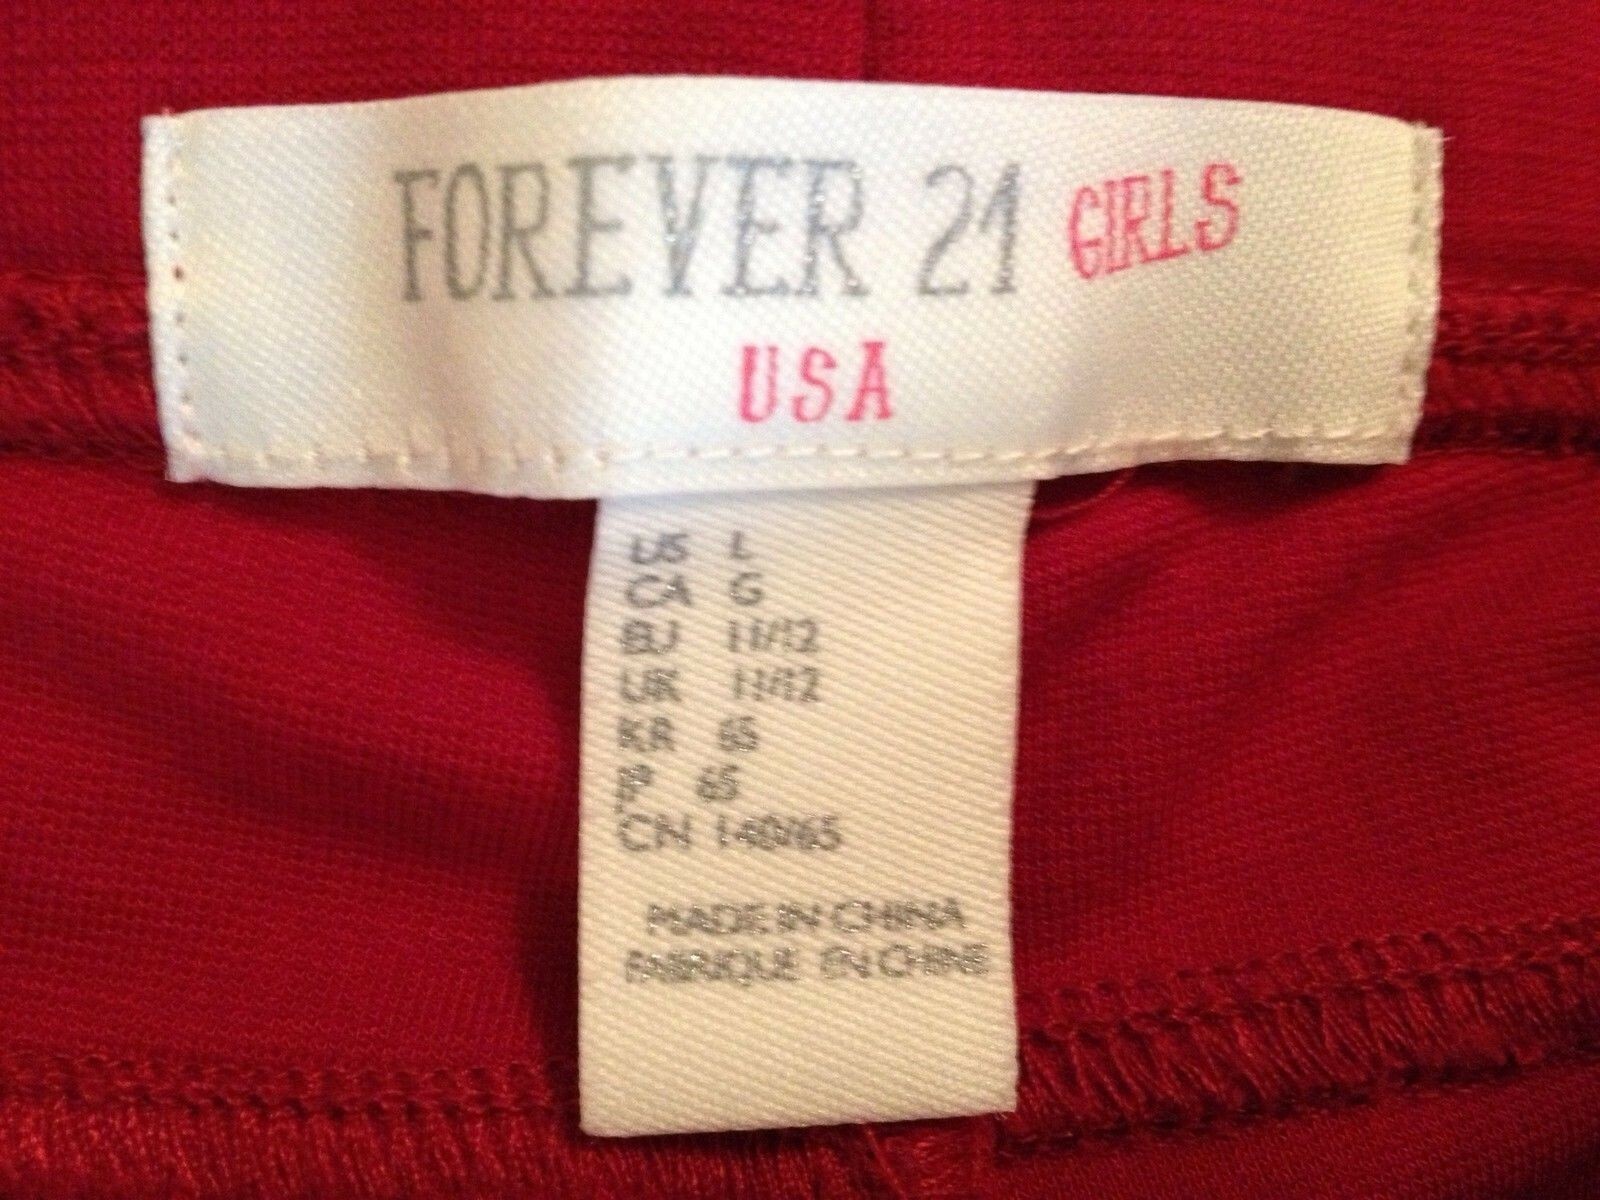 FOREVER 21 GIRLS
USA
US L
CA G
EU 11/12
UK 11/12
KR 65
JP 65
CN 140/65
MADE IN CHINA
FABRIQUE EN CHINE